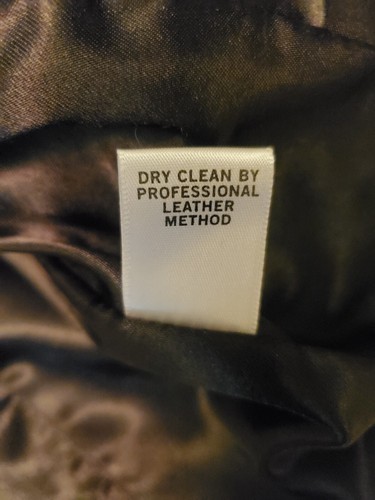 DRY CLEAN BY
PROFESSIONAL
LEATHER
METHOD